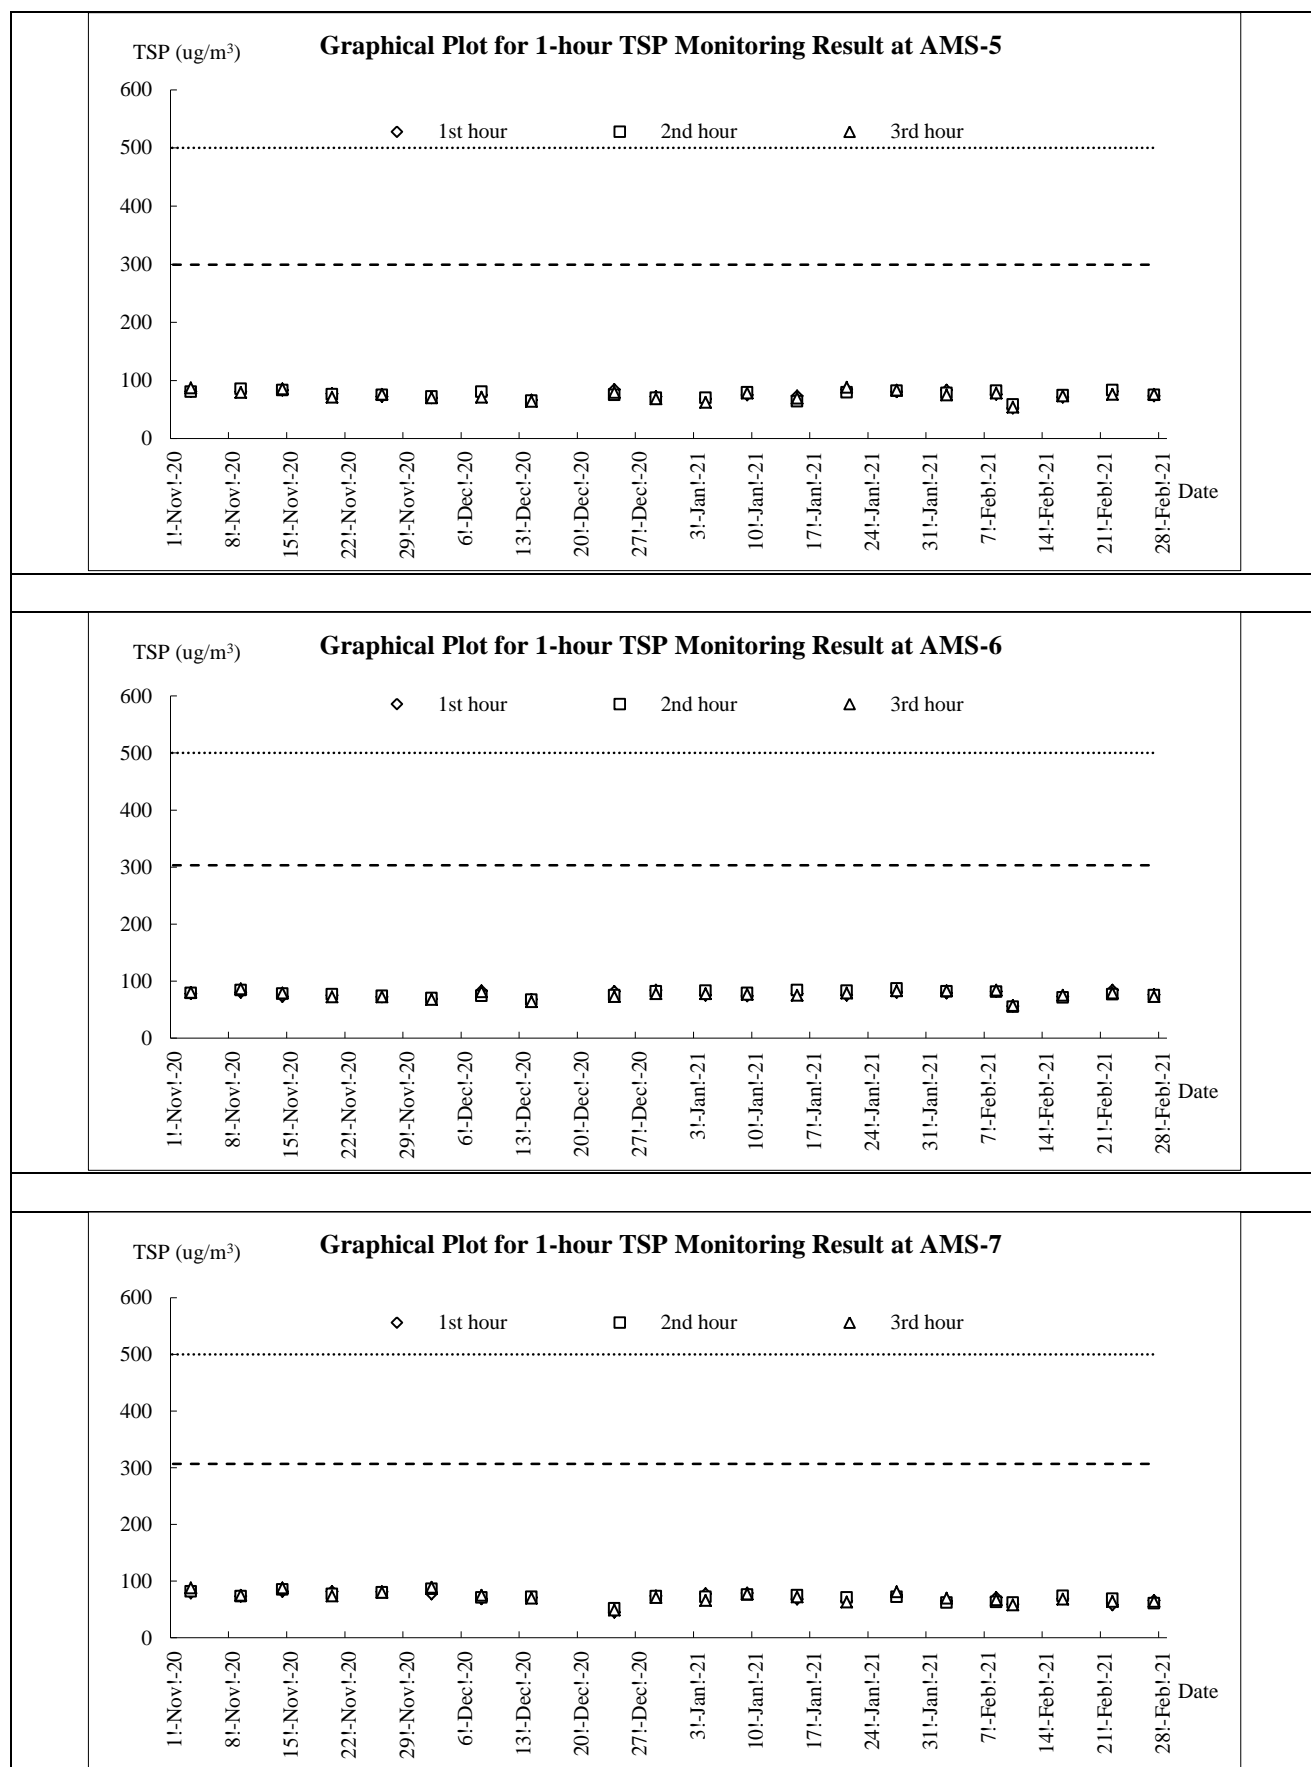 Graphical Plot for 1-hour TSP Monitoring Result at AMS-5
TSP (ug/m³)
600
1st hour 2nd hour 3rd hour
500
400
300
200
100
0
1!-Nov!-20 8!-Nov!-20 15!-Nov!-20 22!-Nov!-20 29!-Nov!-20 6!-Dec!-20 13!-Dec!-20 20!-Dec!-20 27!-Dec!-20 3!-Jan!-21 10!-Jan!-21 17!-Jan!-21 24!-Jan!-21 31!-Jan!-21 7!-Feb!-21 14!-Feb!-21 21!-Feb!-21 28!-Feb!-21
Date
Graphical Plot for 1-hour TSP Monitoring Result at AMS-6
TSP (ug/m³)
600
1st hour 2nd hour 3rd hour
500
400
300
200
100
0
1!-Nov!-20 8!-Nov!-20 15!-Nov!-20 22!-Nov!-20 29!-Nov!-20 6!-Dec!-20 13!-Dec!-20 20!-Dec!-20 27!-Dec!-20 3!-Jan!-21 10!-Jan!-21 17!-Jan!-21 24!-Jan!-21 31!-Jan!-21 7!-Feb!-21 14!-Feb!-21 21!-Feb!-21 28!-Feb!-21
Date
Graphical Plot for 1-hour TSP Monitoring Result at AMS-7
TSP (ug/m³)
600
1st hour 2nd hour 3rd hour
500
400
300
200
100
0
1!-Nov!-20 8!-Nov!-20 15!-Nov!-20 22!-Nov!-20 29!-Nov!-20 6!-Dec!-20 13!-Dec!-20 20!-Dec!-20 27!-Dec!-20 3!-Jan!-21 10!-Jan!-21 17!-Jan!-21 24!-Jan!-21 31!-Jan!-21 7!-Feb!-21 14!-Feb!-21 21!-Feb!-21 28!-Feb!-21
Date